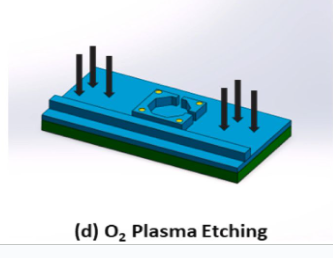 (d) O₂ Plasma Etching